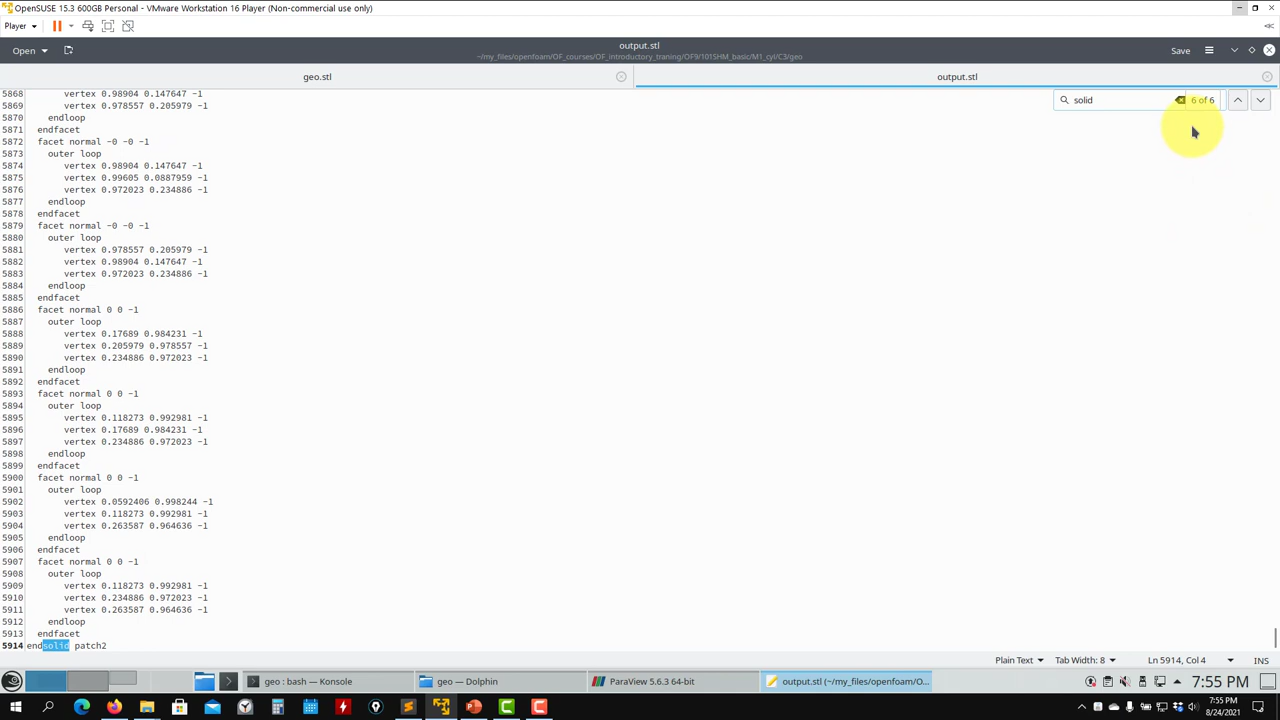 OpenSUSE 15.3 600GB Personal - VMware Workstation 16 Player (Non-commercial use only)
Player
Open
output.stl
~/my_files/openfoam/OF_courses/OF_introductory_traning/OF9/101SHM_basic/M1_cyl/C3/geo
Save
geo.stl
output.stl
solid
6 of 6
5868 vertex 0.98904 0.147647 -1
5869 vertex 0.978557 0.205979 -1
5870 endloop
5871 endfacet
5872 facet normal -0 -0 -1
5873 outer loop
5874 vertex 0.98904 0.147647 -1
5875 vertex 0.99605 0.0887959 -1
5876 vertex 0.972023 0.234886 -1
5877 endloop
5878 endfacet
5879 facet normal -0 -0 -1
5880 outer loop
5881 vertex 0.978557 0.205979 -1
5882 vertex 0.98904 0.147647 -1
5883 vertex 0.972023 0.234886 -1
5884 endloop
5885 endfacet
5886 facet normal 0 0 -1
5887 outer loop
5888 vertex 0.17689 0.984231 -1
5889 vertex 0.205979 0.978557 -1
5890 vertex 0.234886 0.972023 -1
5891 endloop
5892 endfacet
5893 facet normal 0 0 -1
5894 outer loop
5895 vertex 0.118273 0.992981 -1
5896 vertex 0.17689 0.984231 -1
5897 vertex 0.234886 0.972023 -1
5898 endloop
5899 endfacet
5900 facet normal 0 0 -1
5901 outer loop
5902 vertex 0.0592406 0.998244 -1
5903 vertex 0.118273 0.992981 -1
5904 vertex 0.263587 0.964636 -1
5905 endloop
5906 endfacet
5907 facet normal 0 0 -1
5908 outer loop
5909 vertex 0.118273 0.992981 -1
5910 vertex 0.234886 0.972023 -1
5911 vertex 0.263587 0.964636 -1
5912 endloop
5913 endfacet
5914 endsolid patch2
Plain Text
Tab Width: 8
Ln 5914, Col 4
INS
geo : bash — Konsole
geo — Dolphin
ParaView 5.6.3 64-bit
output.stl (~/my_files/openfoam/O...
7:55 PM
7:55 PM
8/24/2021